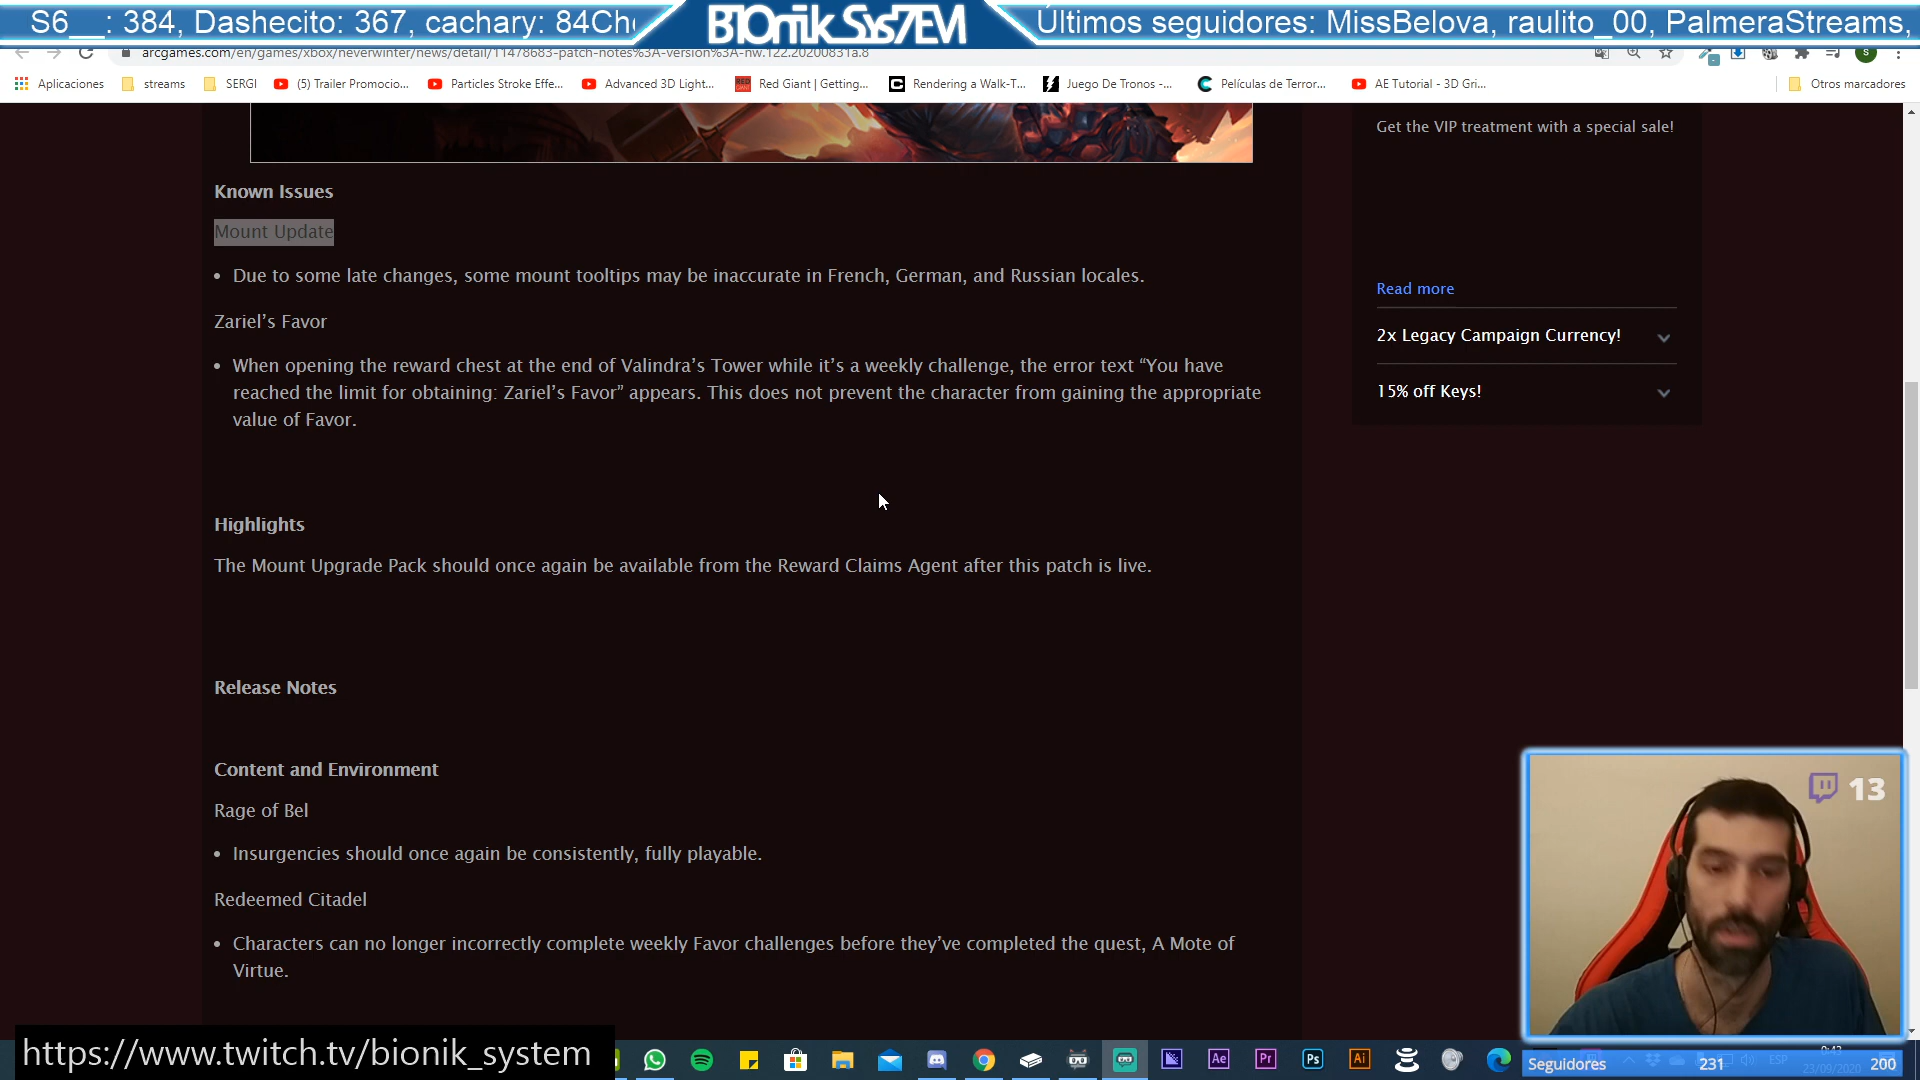 S6__: 384, Dashecito: 367, cachary: 84Ch
BIONIK SYS7EM
Últimos seguidores: MissBelova, raulito_00, PalmeraStreams,
arcgames.com/en/games/xbox/neverwinter/news/detail/11478683-patch-notes%3A-version%3A-nw.122.20200831a.8
Aplicaciones
streams
SERGI
(5) Trailer Promocio...
Particles Stroke Effe...
Advanced 3D Light...
Red Giant | Getting...
Rendering a Walk-T...
Juego De Tronos -...
Películas de Terror...
AE Tutorial - 3D Gri...
Otros marcadores
Get the VIP treatment with a special sale!
Read more
2x Legacy Campaign Currency!
15% off Keys!
Known Issues
Mount Update
• Due to some late changes, some mount tooltips may be inaccurate in French, German, and Russian locales.
Zariel’s Favor
• When opening the reward chest at the end of Valindra’s Tower while it’s a weekly challenge, the error text “You have
reached the limit for obtaining: Zariel’s Favor” appears. This does not prevent the character from gaining the appropriate
value of Favor.
Highlights
The Mount Upgrade Pack should once again be available from the Reward Claims Agent after this patch is live.
Release Notes
Content and Environment
Rage of Bel
• Insurgencies should once again be consistently, fully playable.
Redeemed Citadel
• Characters can no longer incorrectly complete weekly Favor challenges before they’ve completed the quest, A Mote of
Virtue.
13
https://www.twitch.tv/bionik_system
Ae
Pr
Ps
Ai
ESP
23/09/2020
Seguidores 231 200